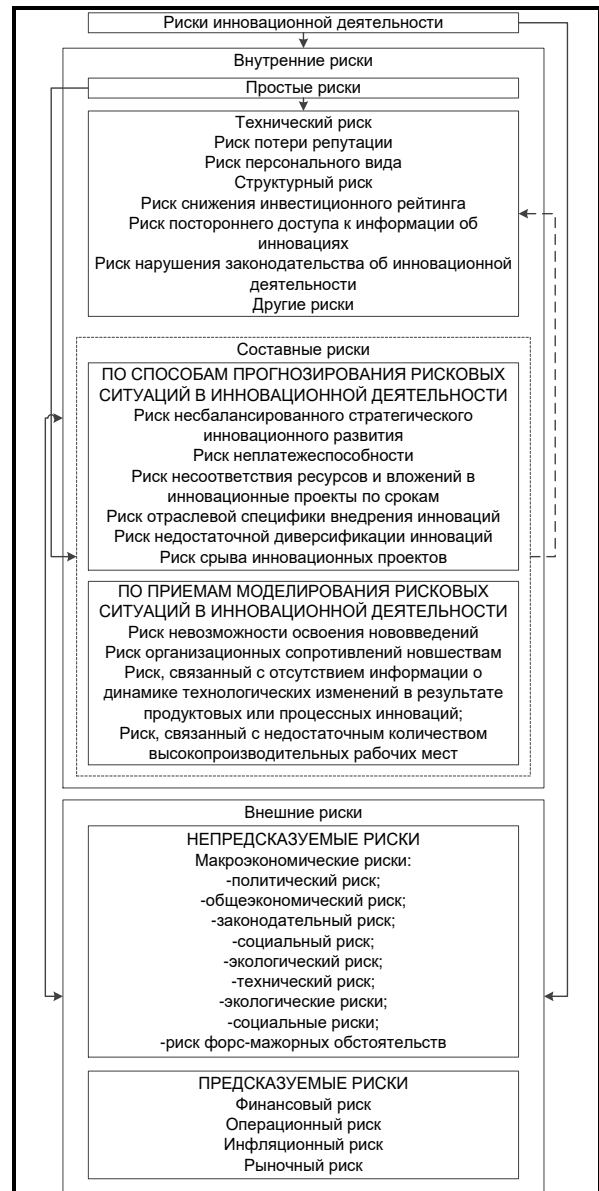 Риски инновационной деятельности
Внутренние риски
Простые риски
Технический риск
Риск потери репутации
Риск персонального вида
Структурный риск
Риск снижения инвестиционного рейтинга
Риск постороннего доступа к информации об
инновациях
Риск нарушения законодательства об инновационной
деятельности
Другие риски
Составные риски
ПО СПОСОБАМ ПРОГНОЗИРОВАНИЯ РИСКОВЫХ
СИТУАЦИЙ В ИННОВАЦИОННОЙ ДЕЯТЕЛЬНОСТИ
Риск несбалансированного стратегического
инновационного развития
Риск неплатежеспособности
Риск несоответствия ресурсов и вложений в
инновационные проекты по срокам
Риск отраслевой специфики внедрения инноваций
Риск недостаточной диверсификации инноваций
Риск срыва инновационных проектов
ПО ПРИЕМАМ МОДЕЛИРОВАНИЯ РИСКОВЫХ
СИТУАЦИЙ В ИННОВАЦИОННОЙ ДЕЯТЕЛЬНОСТИ
Риск невозможности освоения нововведений
Риск организационных сопротивлений новшествам
Риск, связанный с отсутствием информации о
динамике технологических изменений в результате
продуктовых или процессных инноваций;
Риск, связанный с недостаточным количеством
высокопроизводительных рабочих мест
Внешние риски
НЕПРЕДСКАЗУЕМЫЕ РИСКИ
Макроэкономические риски:
-политический риск;
-общеэкономический риск;
-законодательный риск;
-социальный риск;
-экологический риск;
-технический риск;
-экологические риски;
-социальные риски;
-риск форс-мажорных обстоятельств
ПРЕДСКАЗУЕМЫЕ РИСКИ
Финансовый риск
Операционный риск
Инфляционный риск
Рыночный риск